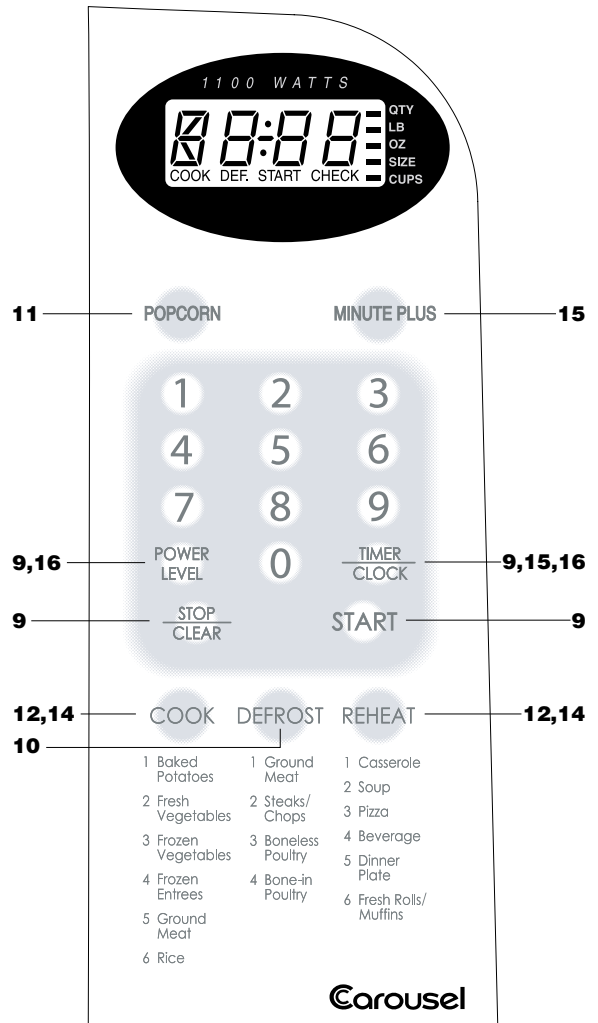 1100 WATTS
88:88
QTY
LB
OZ
SIZE
CUPS
COOK DEF. START CHECK
11 POPCORN MINUTE PLUS 15
1 2 3
4 5 6
7 8 9
9,16 POWER LEVEL 0 TIMER CLOCK 9,15,16
9 STOP CLEAR START 9
12,14 COOK DEFROST REHEAT 12,14
10
1 Baked
Potatoes
2 Fresh
Vegetables
3 Frozen
Vegetables
4 Frozen
Entrees
5 Ground
Meat
6 Rice
1 Ground
Meat
2 Steaks/
Chops
3 Boneless
Poultry
4 Bone-in
Poultry
1 Casserole
2 Soup
3 Pizza
4 Beverage
5 Dinner
Plate
6 Fresh Rolls/
Muffins
Carousel